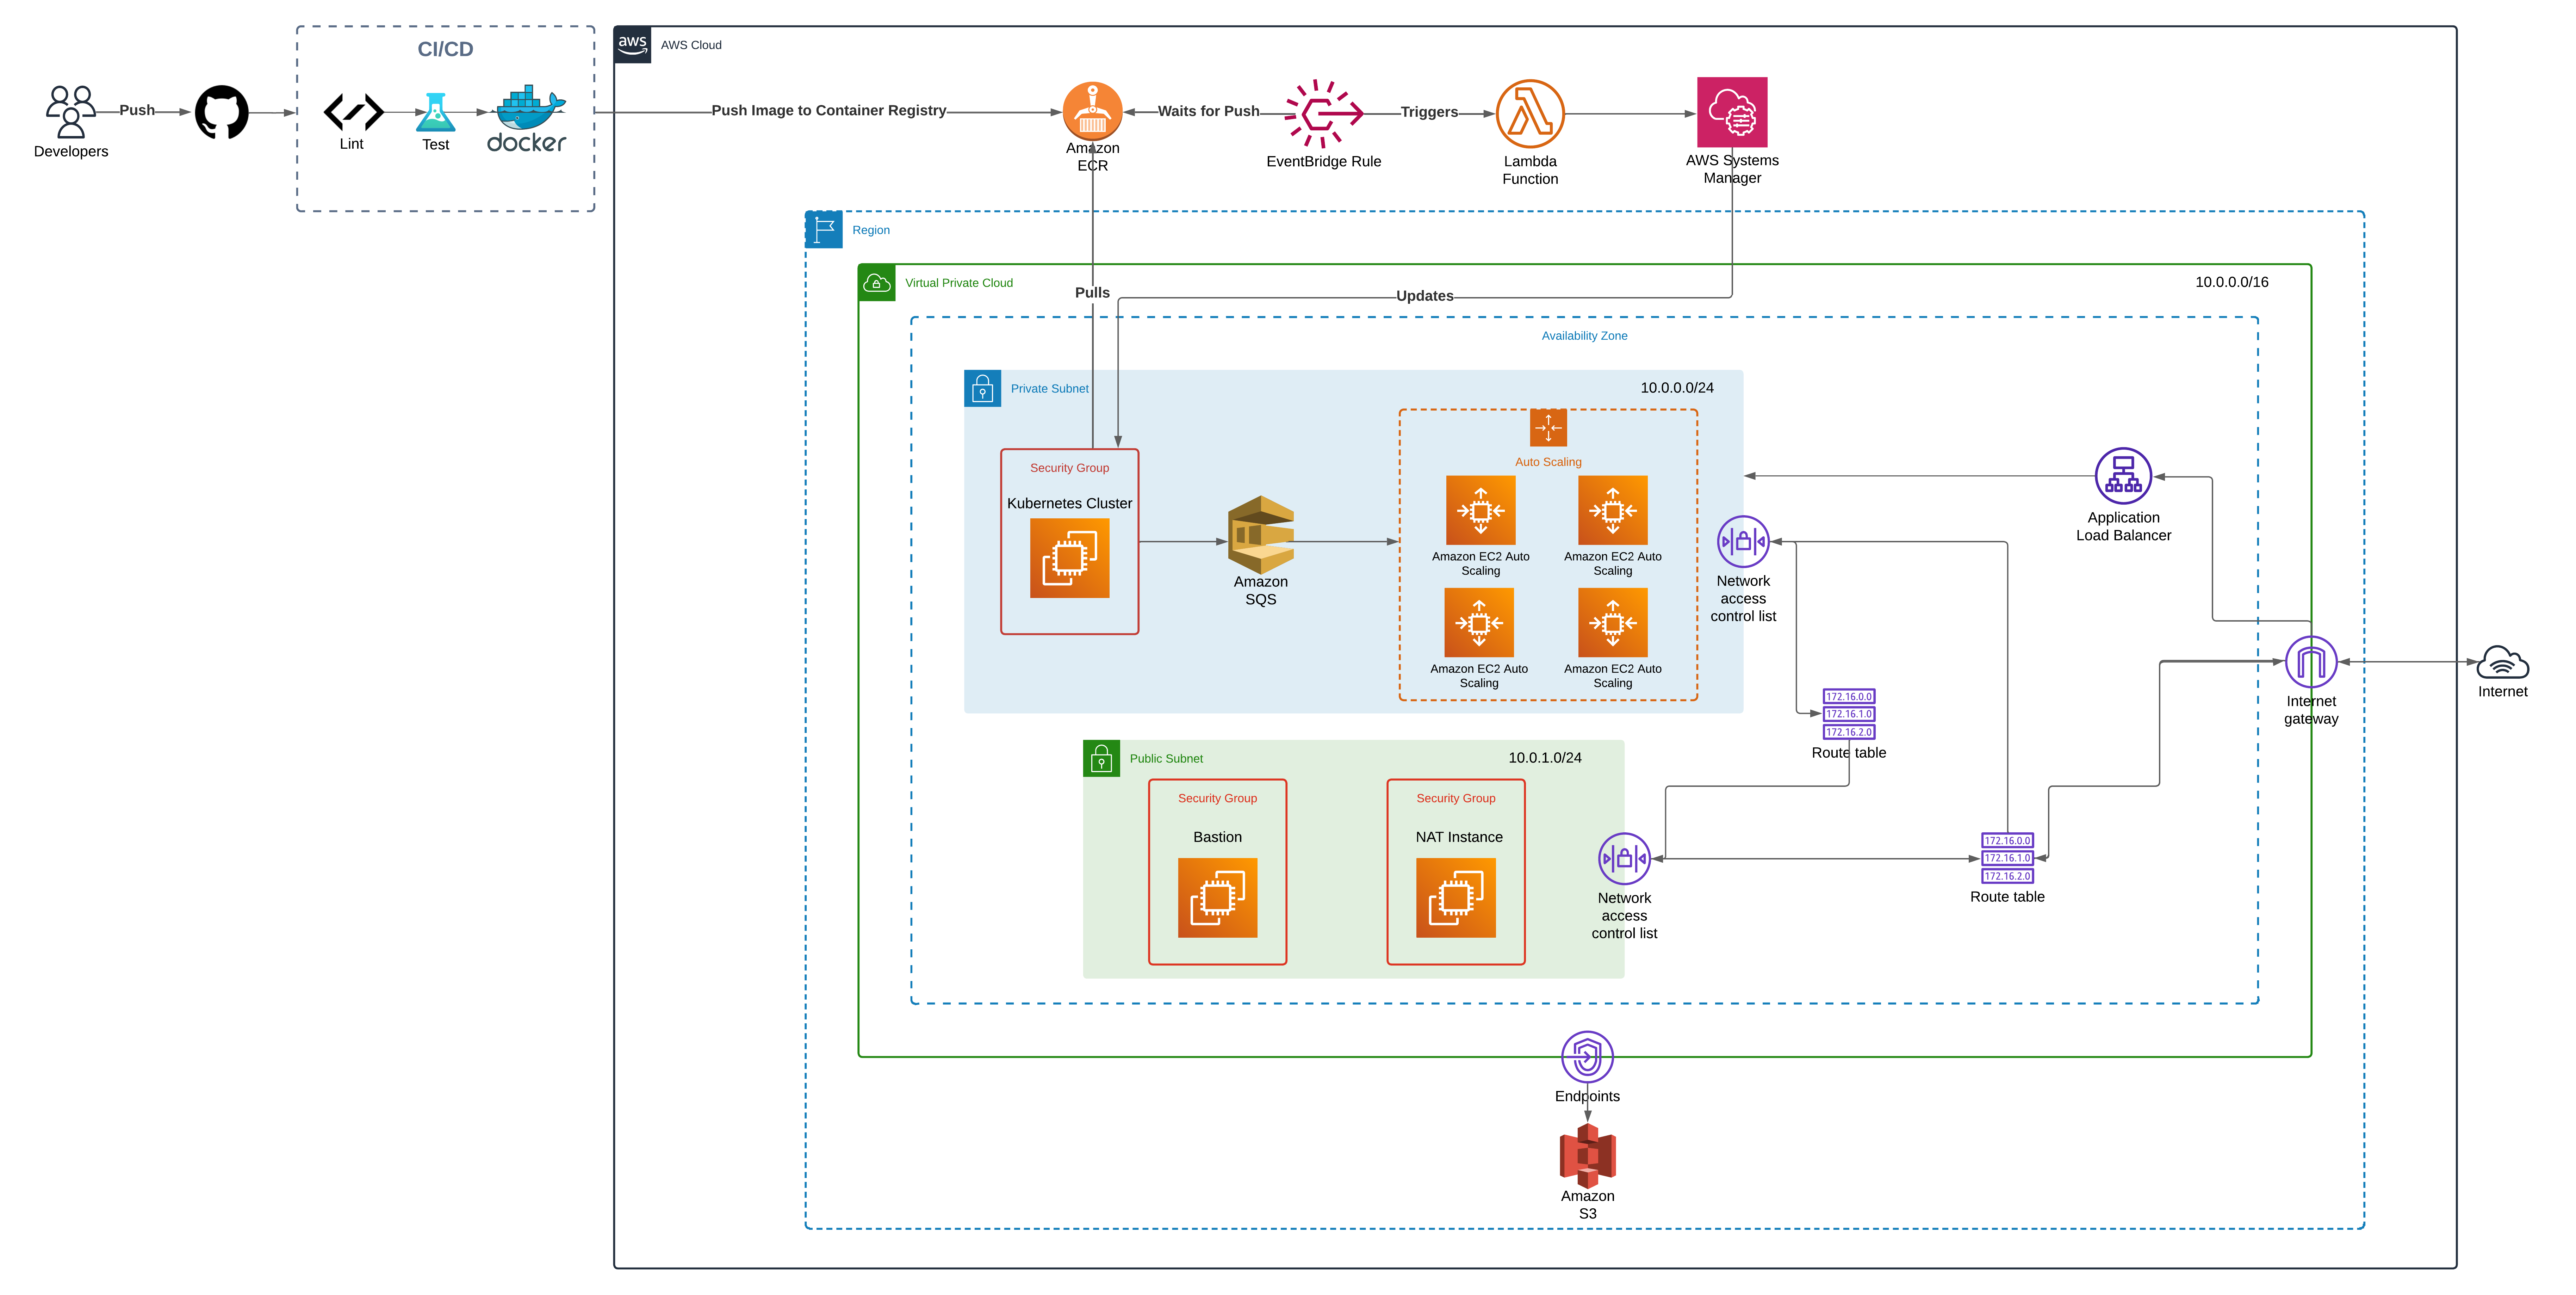 CI/CD
aws
AWS Cloud
Push
Developers
Lint
Test
docker
Push Image to Container Registry
Amazon
ECR
Waits for Push
EventBridge Rule
Triggers
Lambda
Function
AWS Systems
Manager
Region
Virtual Private Cloud
10.0.0.0/16
Pulls
Updates
Availability Zone
Private Subnet
10.0.0.0/24
Security Group
Kubernetes Cluster
Amazon
SQS
Auto Scaling
Amazon EC2 Auto
Scaling
Amazon EC2 Auto
Scaling
Amazon EC2 Auto
Scaling
Amazon EC2 Auto
Scaling
Network
access
control list
Application
Load Balancer
Internet
gateway
Internet
172.16.0.0
172.16.1.0
172.16.2.0
Route table
Public Subnet
10.0.1.0/24
Security Group
Bastion
Security Group
NAT Instance
Network
access
control list
172.16.0.0
172.16.1.0
172.16.2.0
Route table
Endpoints
Amazon
S3